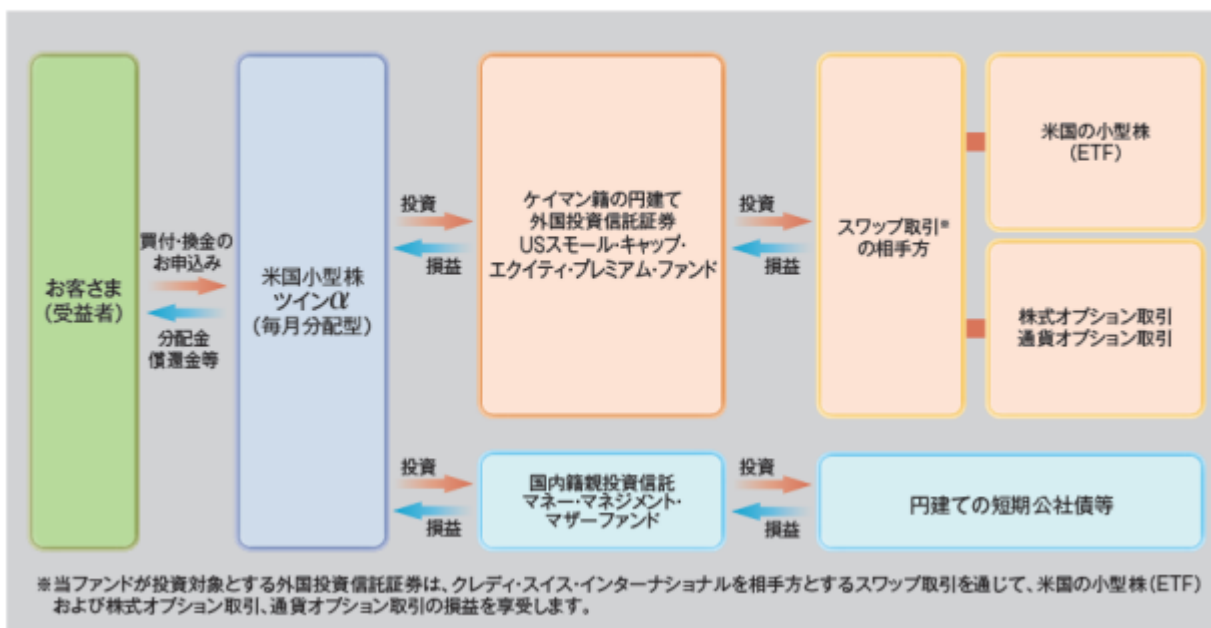 お客さま
(受益者)
買付・換金の
お申込み
分配金
償還金等
米国小型株
ツインα
(毎月分配型)
投資
損益
ケイマン籍の円建て
外国投資信託証券
USスモール・キャップ・
エクイティ・プレミアム・ファンド
投資
損益
スワップ取引※
の相手方
米国の小型株
(ETF)
株式オプション取引
通貨オプション取引
投資
損益
国内籍親投資信託
マネー・マネジメント・
マザーファンド
投資
損益
円建ての短期公社債等
※当ファンドが投資対象とする外国投資信託証券は、クレディ・スイス・インターナショナルを相手方とするスワップ取引を通じて、米国の小型株(ETF)
および株式オプション取引、通貨オプション取引の損益を享受します。